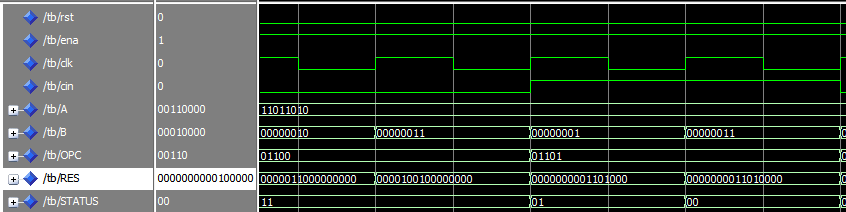 /tb/rst 0
/tb/ena 1
/tb/clk 0
/tb/cin 0
/tb/A 00110000 11011010
/tb/B 00010000 00000010 00000011 00000001 00000011
/tb/OPC 00110 01100 01101
/tb/RES 0000000000100000 0000011000000000 0000100100000000 0000000001101000 0000000011010000
/tb/STATUS 00 11 01 00